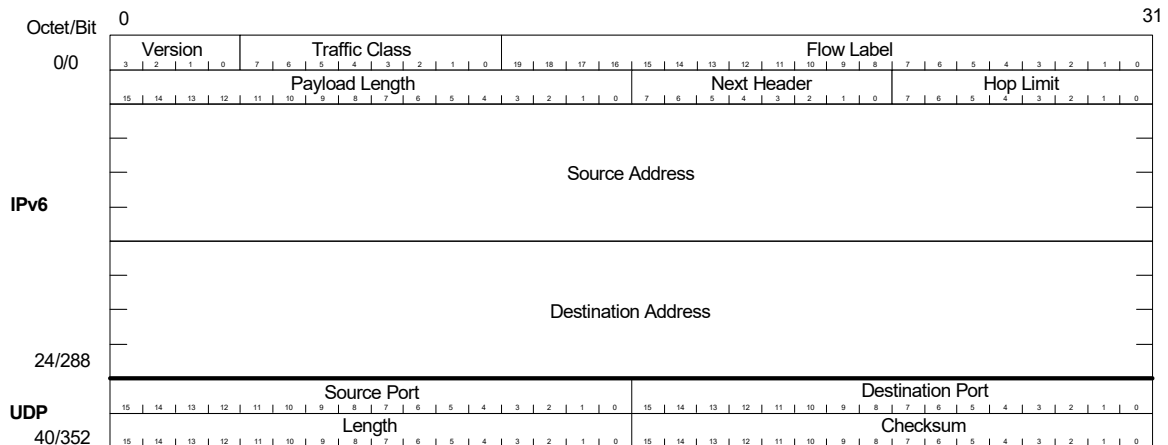 Octet/Bit 0 31
Version Traffic Class Flow Label
0/0 3 2 1 0 7 6 5 4 3 2 1 0 19 18 17 16 15 14 13 12 11 10 9 8 7 6 5 4 3 2 1 0
Payload Length Next Header Hop Limit
15 14 13 12 11 10 9 8 7 6 5 4 3 2 1 0 7 6 5 4 3 2 1 0 7 6 5 4 3 2 1 0
Source Address
IPv6
Destination Address
24/288
Source Port Destination Port
UDP 15 14 13 12 11 10 9 8 7 6 5 4 3 2 1 0 15 14 13 12 11 10 9 8 7 6 5 4 3 2 1 0
Length Checksum
40/352 15 14 13 12 11 10 9 8 7 6 5 4 3 2 1 0 15 14 13 12 11 10 9 8 7 6 5 4 3 2 1 0